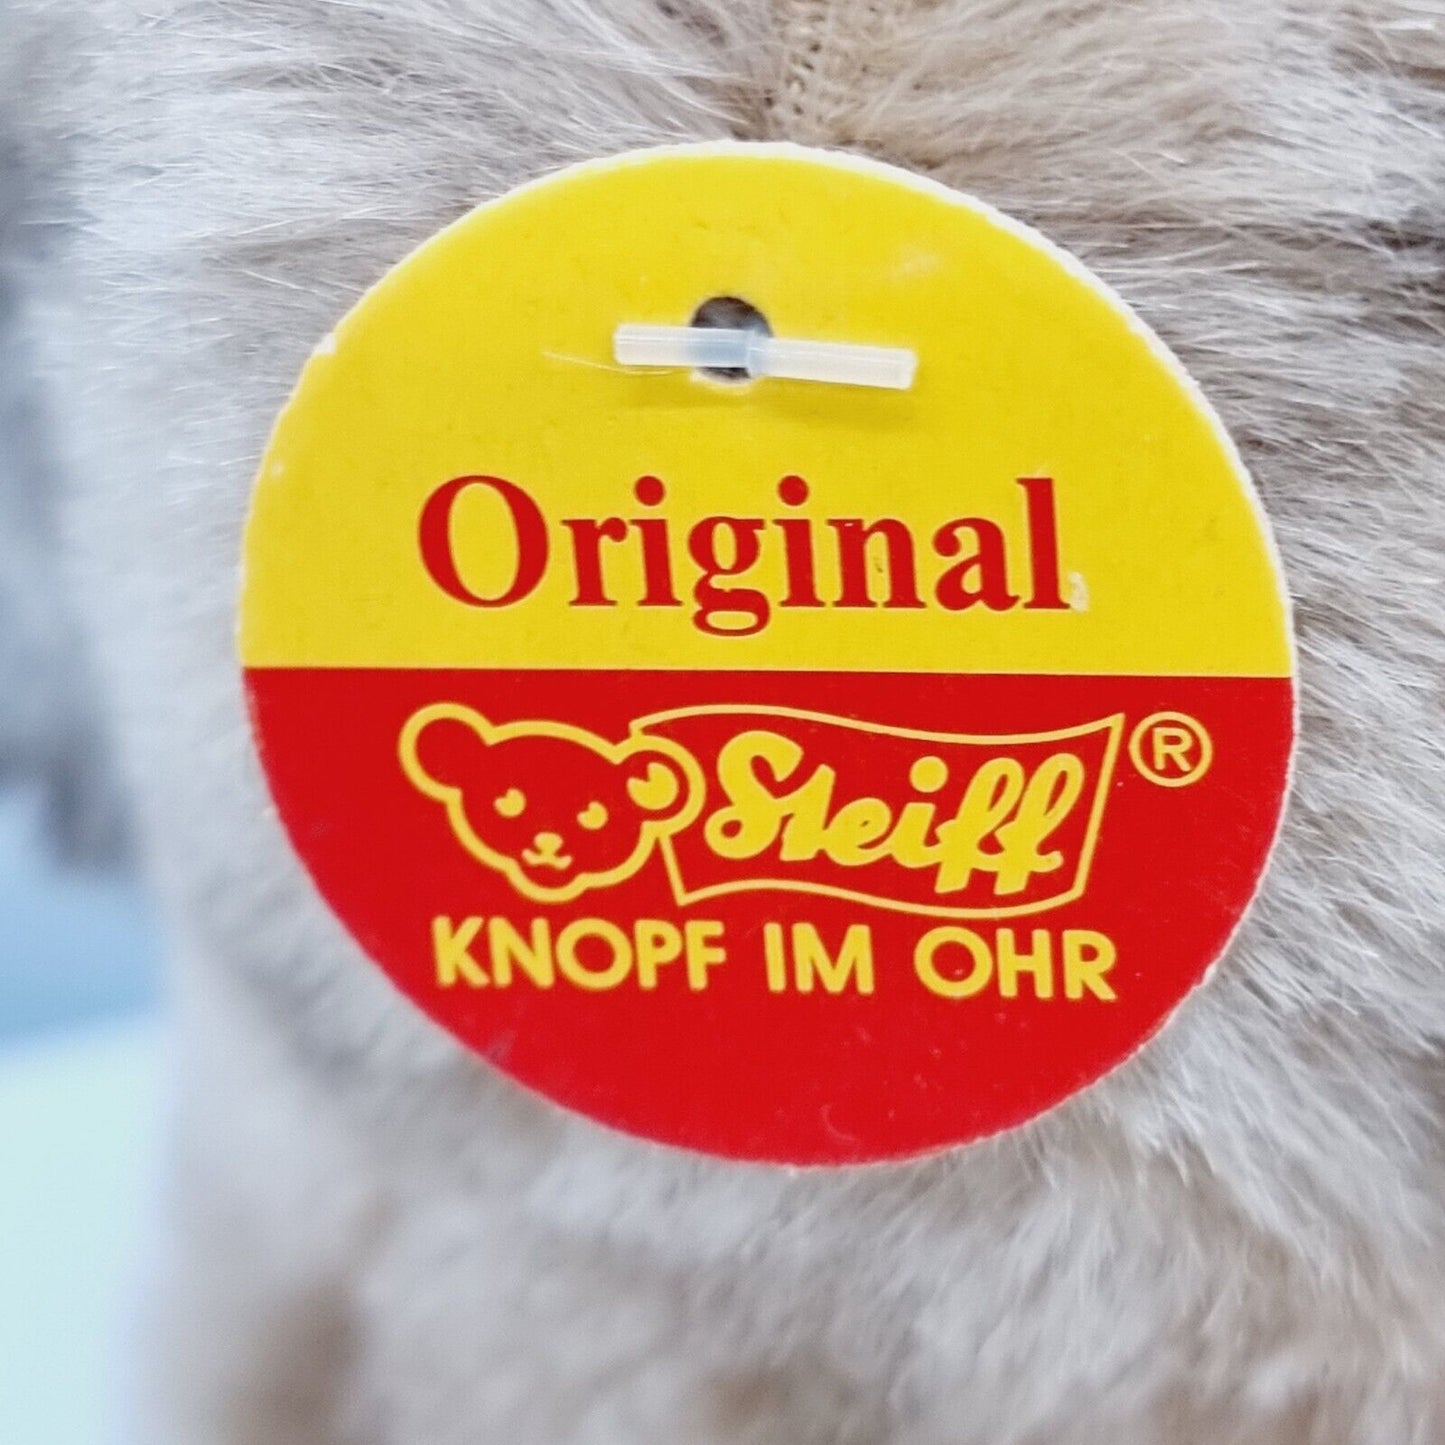 Original
Steiff ®
KNOPF IM OHR